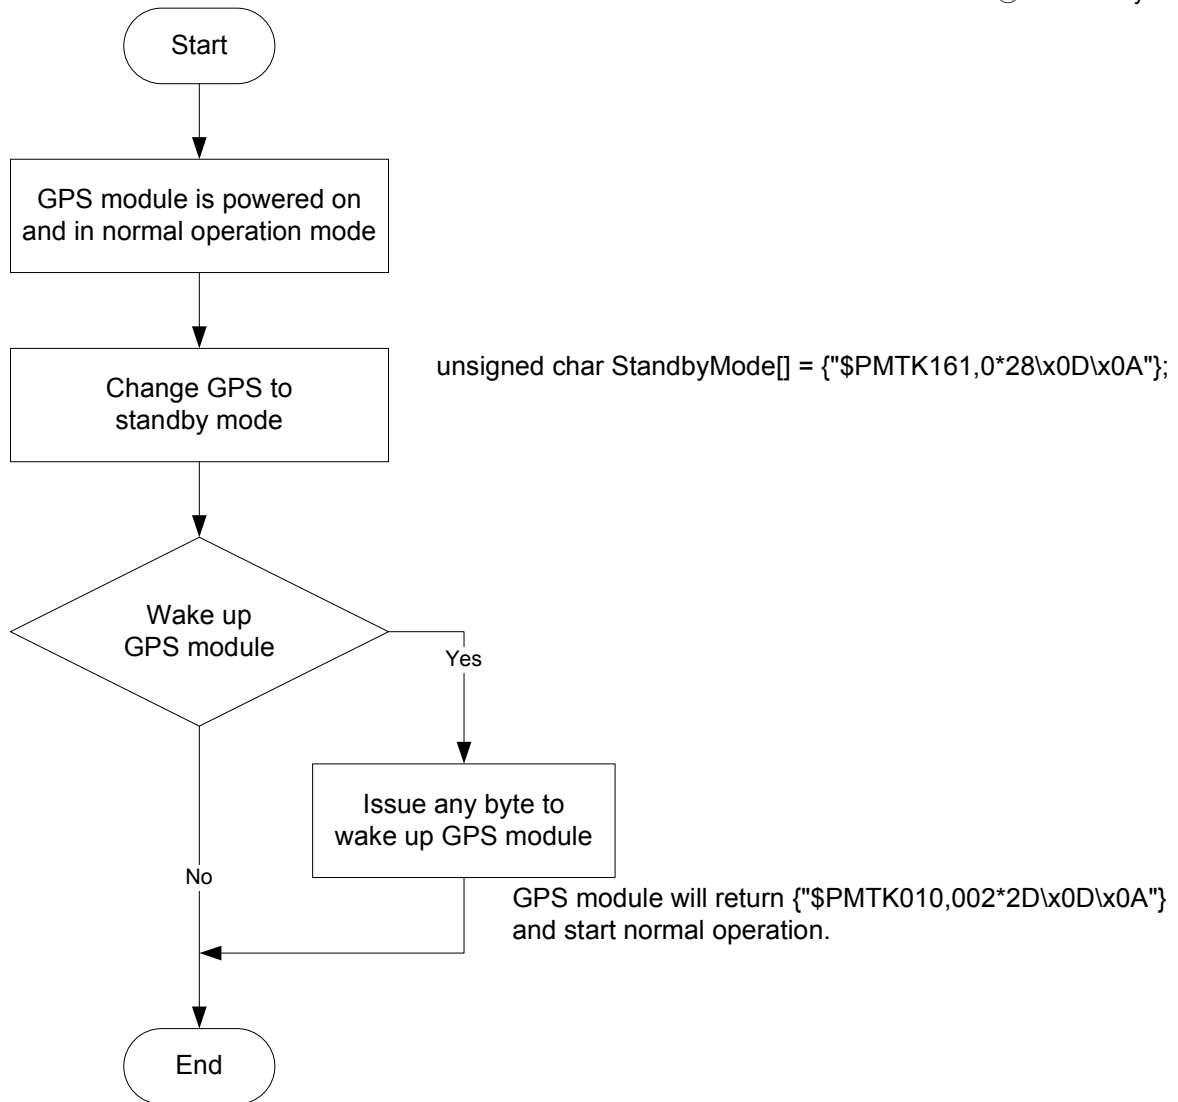 Start
GPS module is powered on
and in normal operation mode
Change GPS to
standby mode
unsigned char StandbyMode[] = {"$PMTK161,0*28\x0D\x0A"};
Wake up
GPS module
Yes
Issue any byte to
wake up GPS module
No
GPS module will return {"$PMTK010,002*2D\x0D\x0A"}
and start normal operation.
End